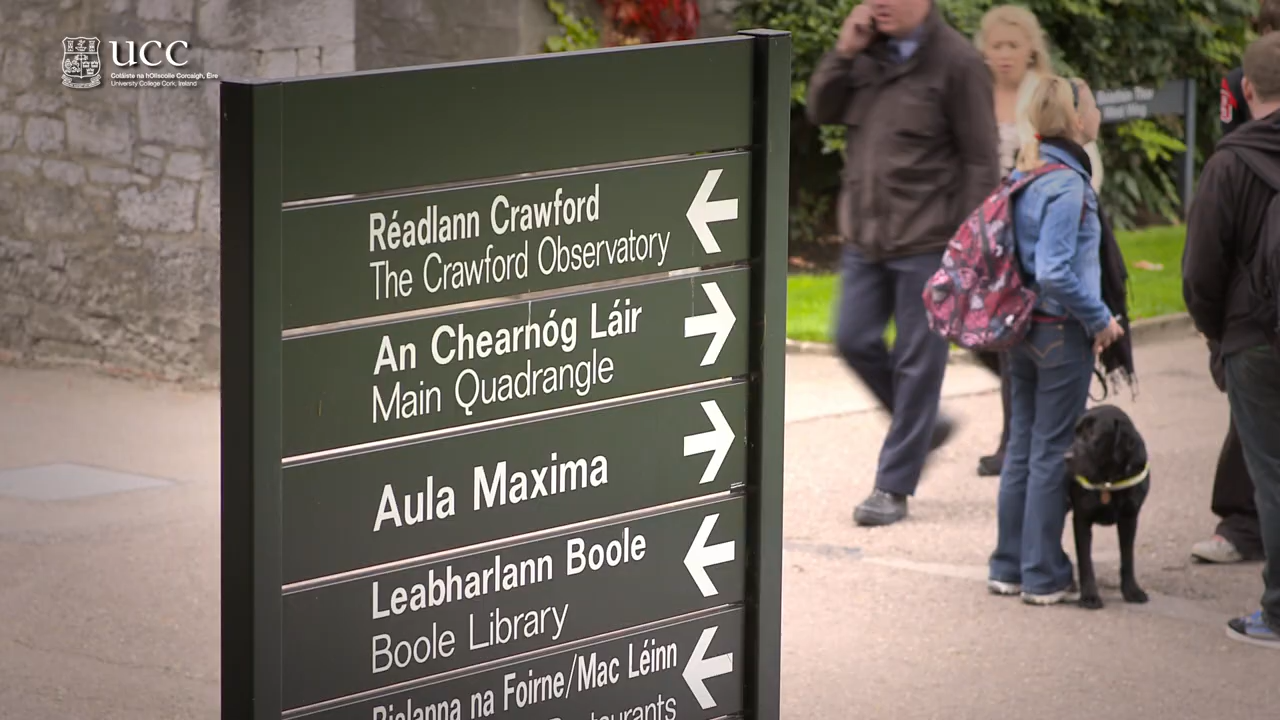 UCC
Coláiste na hOllscoile Corcaigh, Éire
University College Cork, Ireland
Réadlann Crawford
The Crawford Observatory
An Chearnóg Láir
Main Quadrangle
Aula Maxima
Leabharlann Boole
Boole Library
Bialanna na Foirne/Mac Léinn
Restaurants